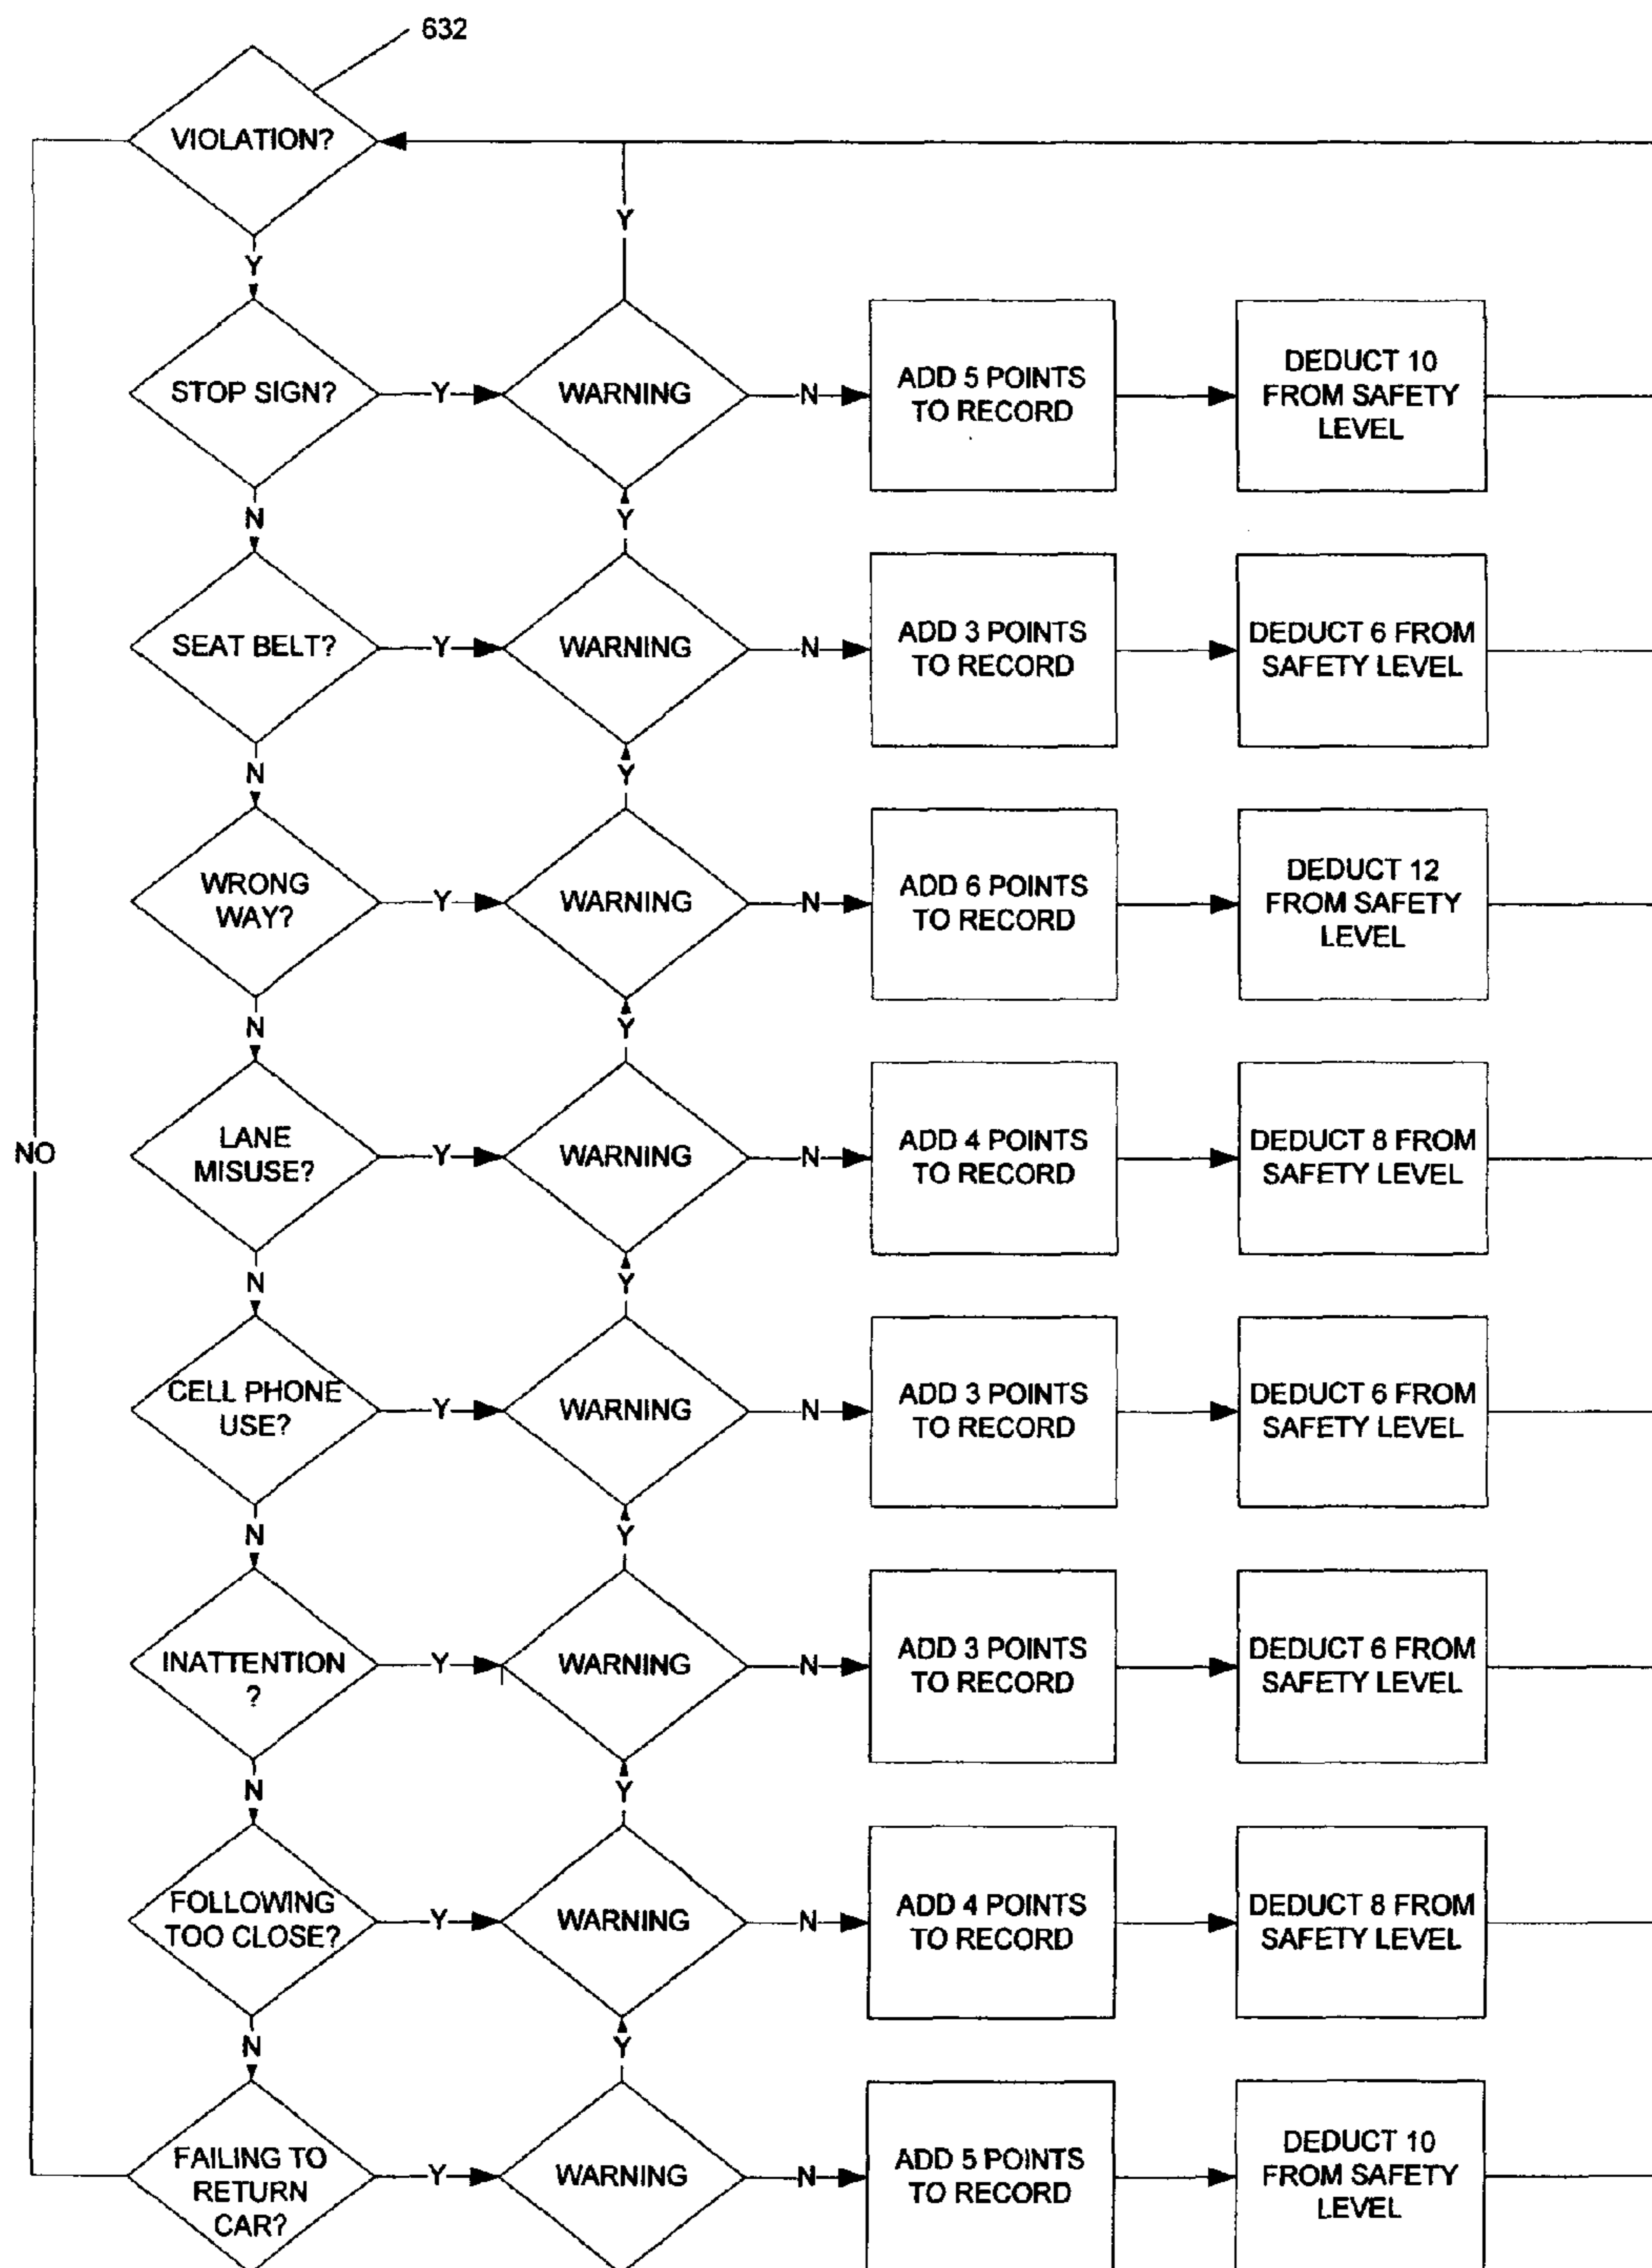 632
VIOLATION?
Y
Y
STOP SIGN?
Y
WARNING
N
ADD 5 POINTS
TO RECORD
DEDUCT 10
FROM SAFETY
LEVEL
N
Y
SEAT BELT?
Y
WARNING
N
ADD 3 POINTS
TO RECORD
DEDUCT 6 FROM
SAFETY LEVEL
N
Y
WRONG
WAY?
Y
WARNING
N
ADD 6 POINTS
TO RECORD
DEDUCT 12
FROM SAFETY
LEVEL
N
Y
NO
LANE
MISUSE?
Y
WARNING
N
ADD 4 POINTS
TO RECORD
DEDUCT 8 FROM
SAFETY LEVEL
N
Y
CELL PHONE
USE?
Y
WARNING
N
ADD 3 POINTS
TO RECORD
DEDUCT 6 FROM
SAFETY LEVEL
N
Y
INATTENTION
?
Y
WARNING
N
ADD 3 POINTS
TO RECORD
DEDUCT 6 FROM
SAFETY LEVEL
N
Y
FOLLOWING
TOO CLOSE?
Y
WARNING
N
ADD 4 POINTS
TO RECORD
DEDUCT 8 FROM
SAFETY LEVEL
N
Y
FAILING TO
RETURN
CAR?
Y
WARNING
N
ADD 5 POINTS
TO RECORD
DEDUCT 10
FROM SAFETY
LEVEL